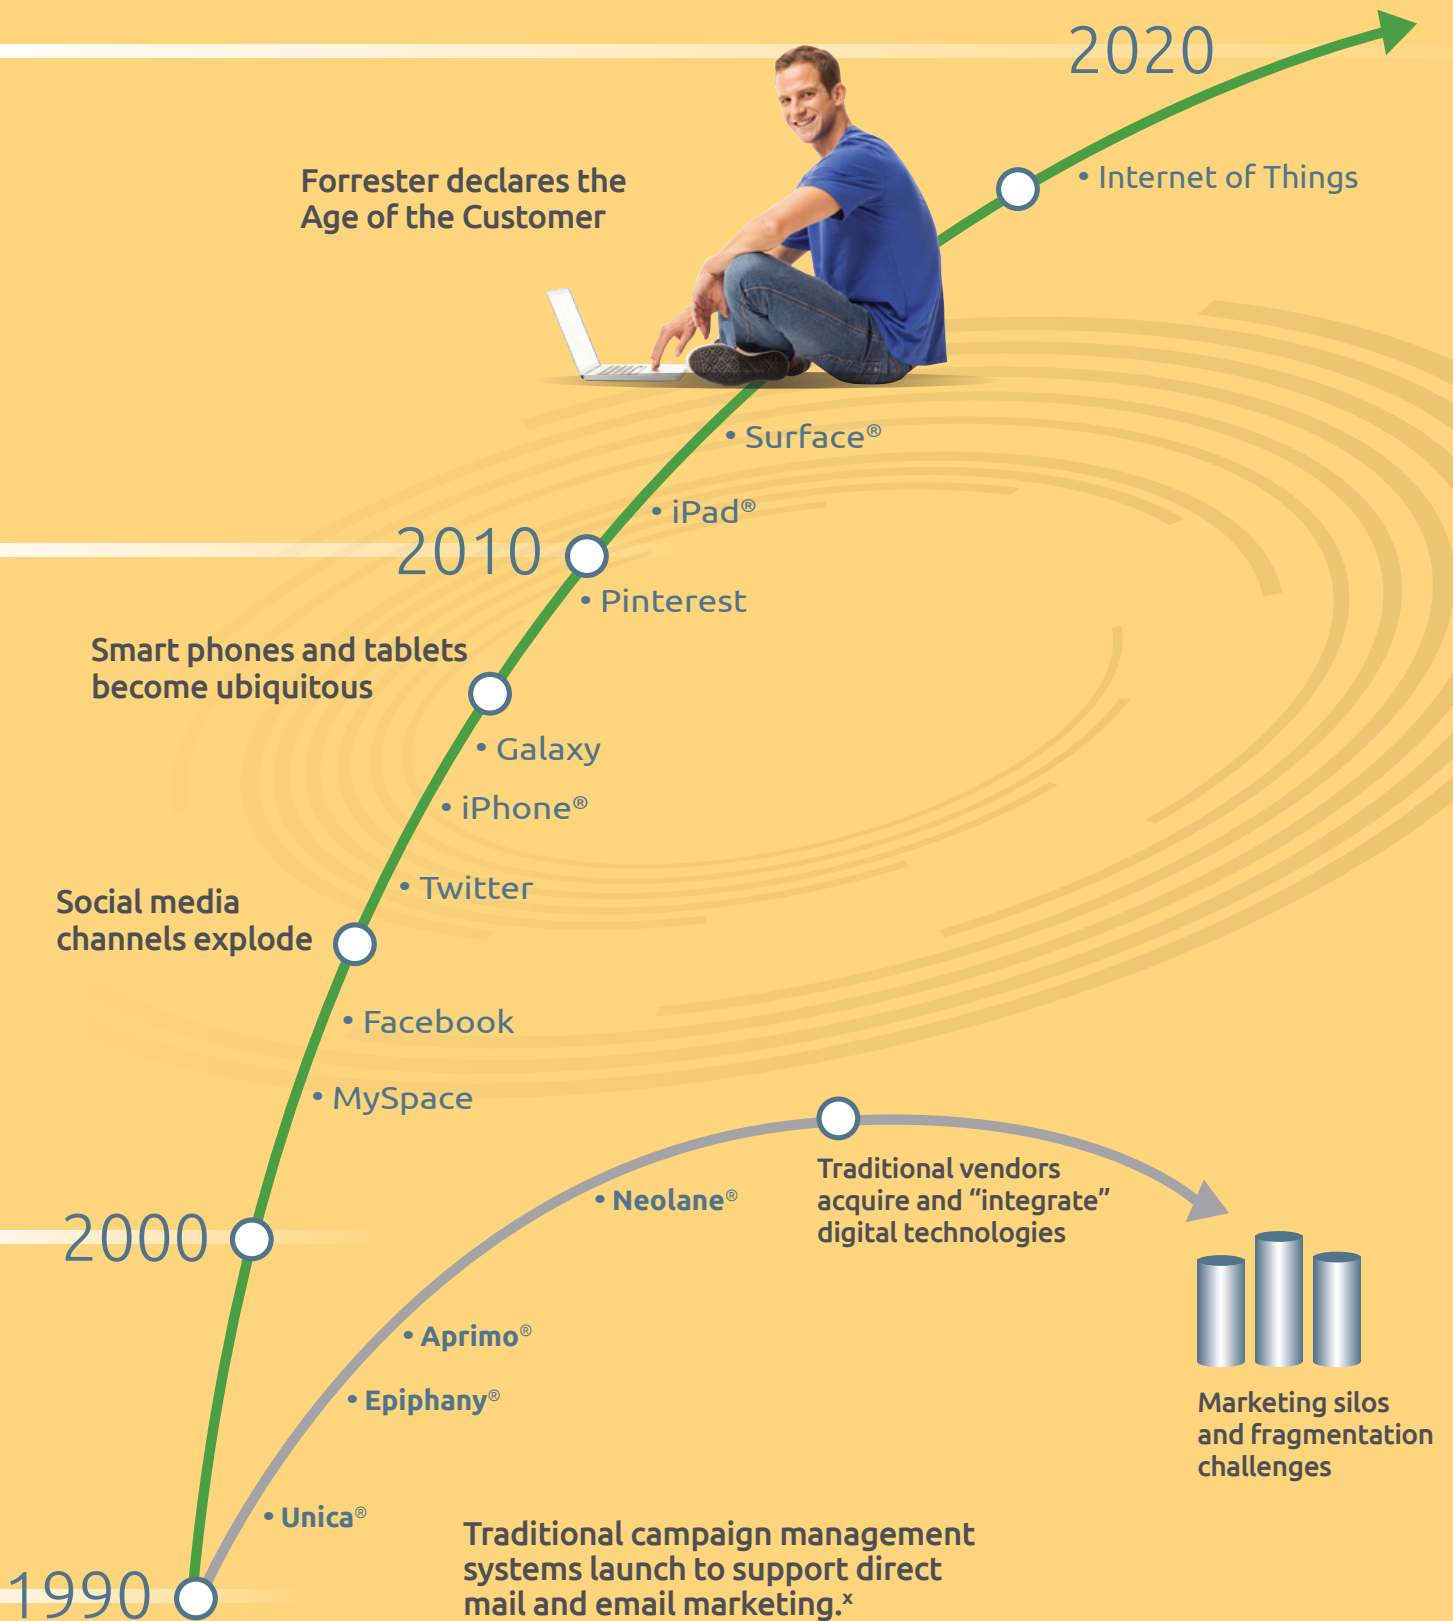 2020
• Internet of Things
Forrester declares the
Age of the Customer
• Surface®
• iPad®
2010
• Pinterest
Smart phones and tablets
become ubiquitous
• Galaxy
• iPhone®
• Twitter
Social media
channels explode
• Facebook
• MySpace
Traditional vendors
acquire and “integrate”
digital technologies
• Neolane®
2000
• Aprimo®
• Epiphany®
Marketing silos
and fragmentation
challenges
• Unica®
Traditional campaign management
systems launch to support direct
mail and email marketing.ˣ
1990